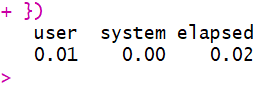 + })
   user  system elapsed
   0.01    0.00    0.02
>